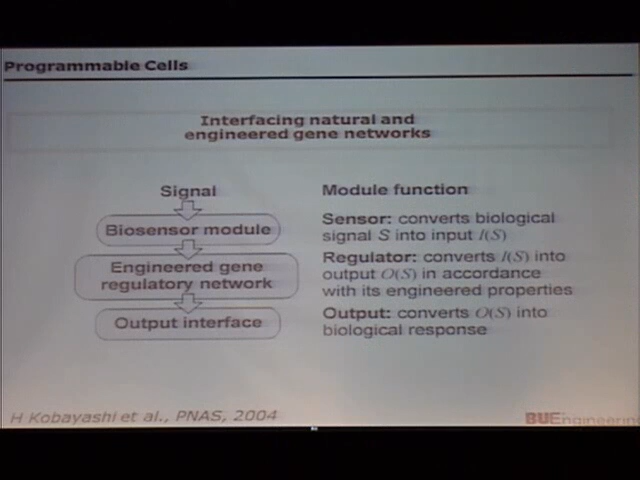 Programmable Cells
Interfacing natural and
engineered gene networks
Signal
Biosensor module
Engineered gene
regulatory network
Output interface
Module function
Sensor: converts biological
signal S into input I(S)
Regulator: converts I(S) into
output O(S) in accordance
with its engineered properties
Output: converts O(S) into
biological response
H Kobayashi et al., PNAS, 2004
BUEngineering